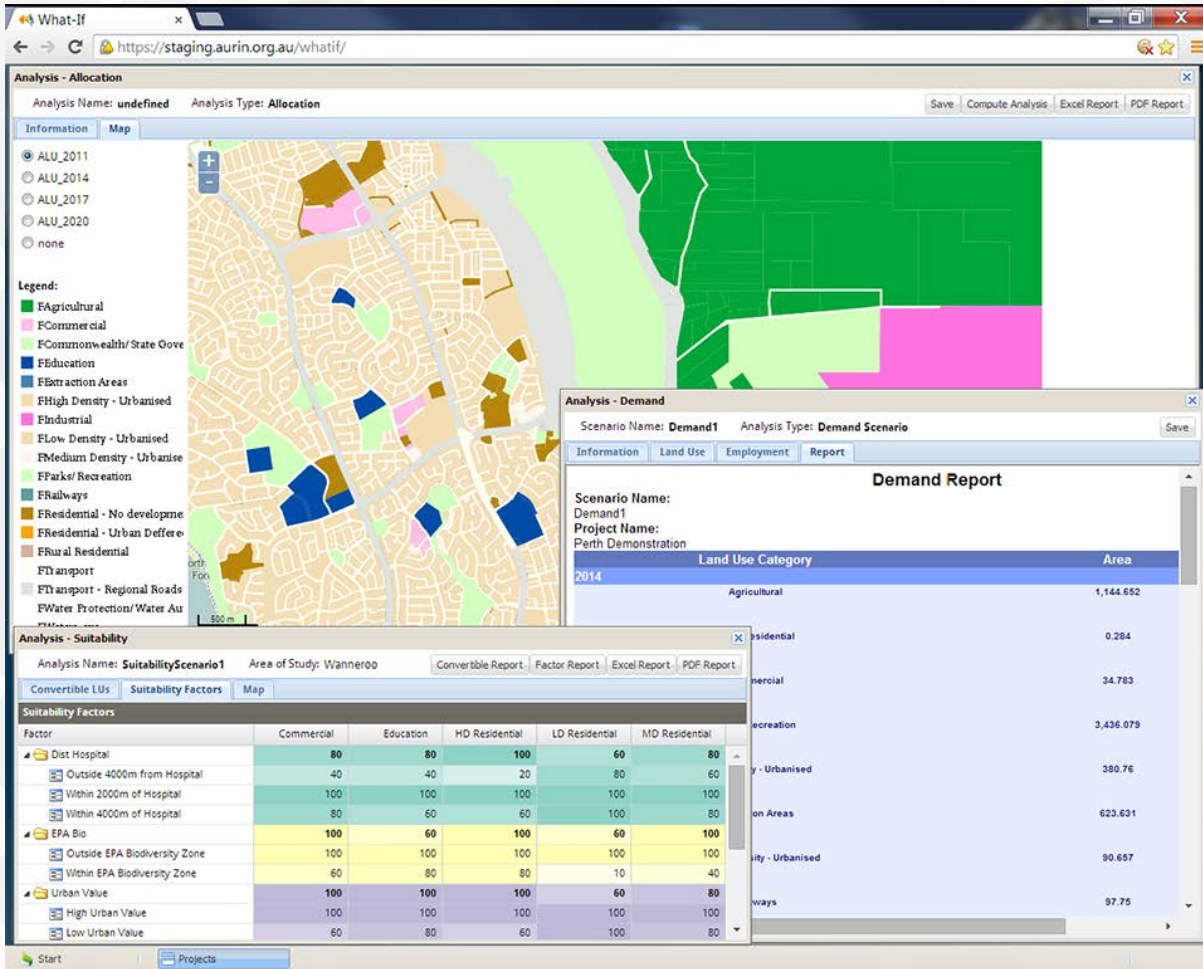 What-If
https://staging.aurin.org.au/whatif/
Analysis - Allocation
Analysis Name: undefined Analysis Type: Allocation
Save Compute Analysis Excel Report PDF Report
Information Map
ALU_2011
ALU_2014
ALU_2017
ALU_2020
none
Legend:
FAgricultural
FCommercial
FCommonwealth/ State Gove
FEducation
FExtraction Areas
FHigh Density - Urbanised
FIndustrial
FLow Density - Urbanised
FMedium Density - Urbanise
FParks/ Recreation
FRailways
FResidential - No developme
FResidential - Urban Deffere
FRural Residential
FTransport
FTransport - Regional Roads
FWater Protection/ Water Au
500 m
Analysis - Demand
Scenario Name: Demand1 Analysis Type: Demand Scenario
Save
Information Land Use Employment Report
Demand Report
Scenario Name:
Demand1
Project Name:
Perth Demonstration
Land Use Category Area
2014
Agricultural 1,144.652
esidential 0.284
mercial 34.783
ecreation 3,436.079
y - Urbanised 380.76
on Areas 623.631
sity - Urbanised 90.657
ways 97.75
Analysis - Suitability
Analysis Name: SuitabilityScenario1 Area of Study: Wanneroo
Convertible Report Factor Report Excel Report PDF Report
Convertible LUs Suitability Factors Map
Suitability Factors
Factor Commercial Education HD Residential LD Residential MD Residential
Dist Hospital 80 80 100 60 80
Outside 4000m from Hospital 40 40 20 80 60
Within 2000m of Hospital 100 100 100 100 100
Within 4000m of Hospital 80 60 60 100 80
EPA Bio 100 60 100 60 100
Outside EPA Biodiversity Zone 100 100 100 100 100
Within EPA Biodiversity Zone 60 80 80 10 40
Urban Value 100 100 100 60 80
High Urban Value 100 100 100 100 100
Low Urban Value 60 80 60 100 80
Start Projects